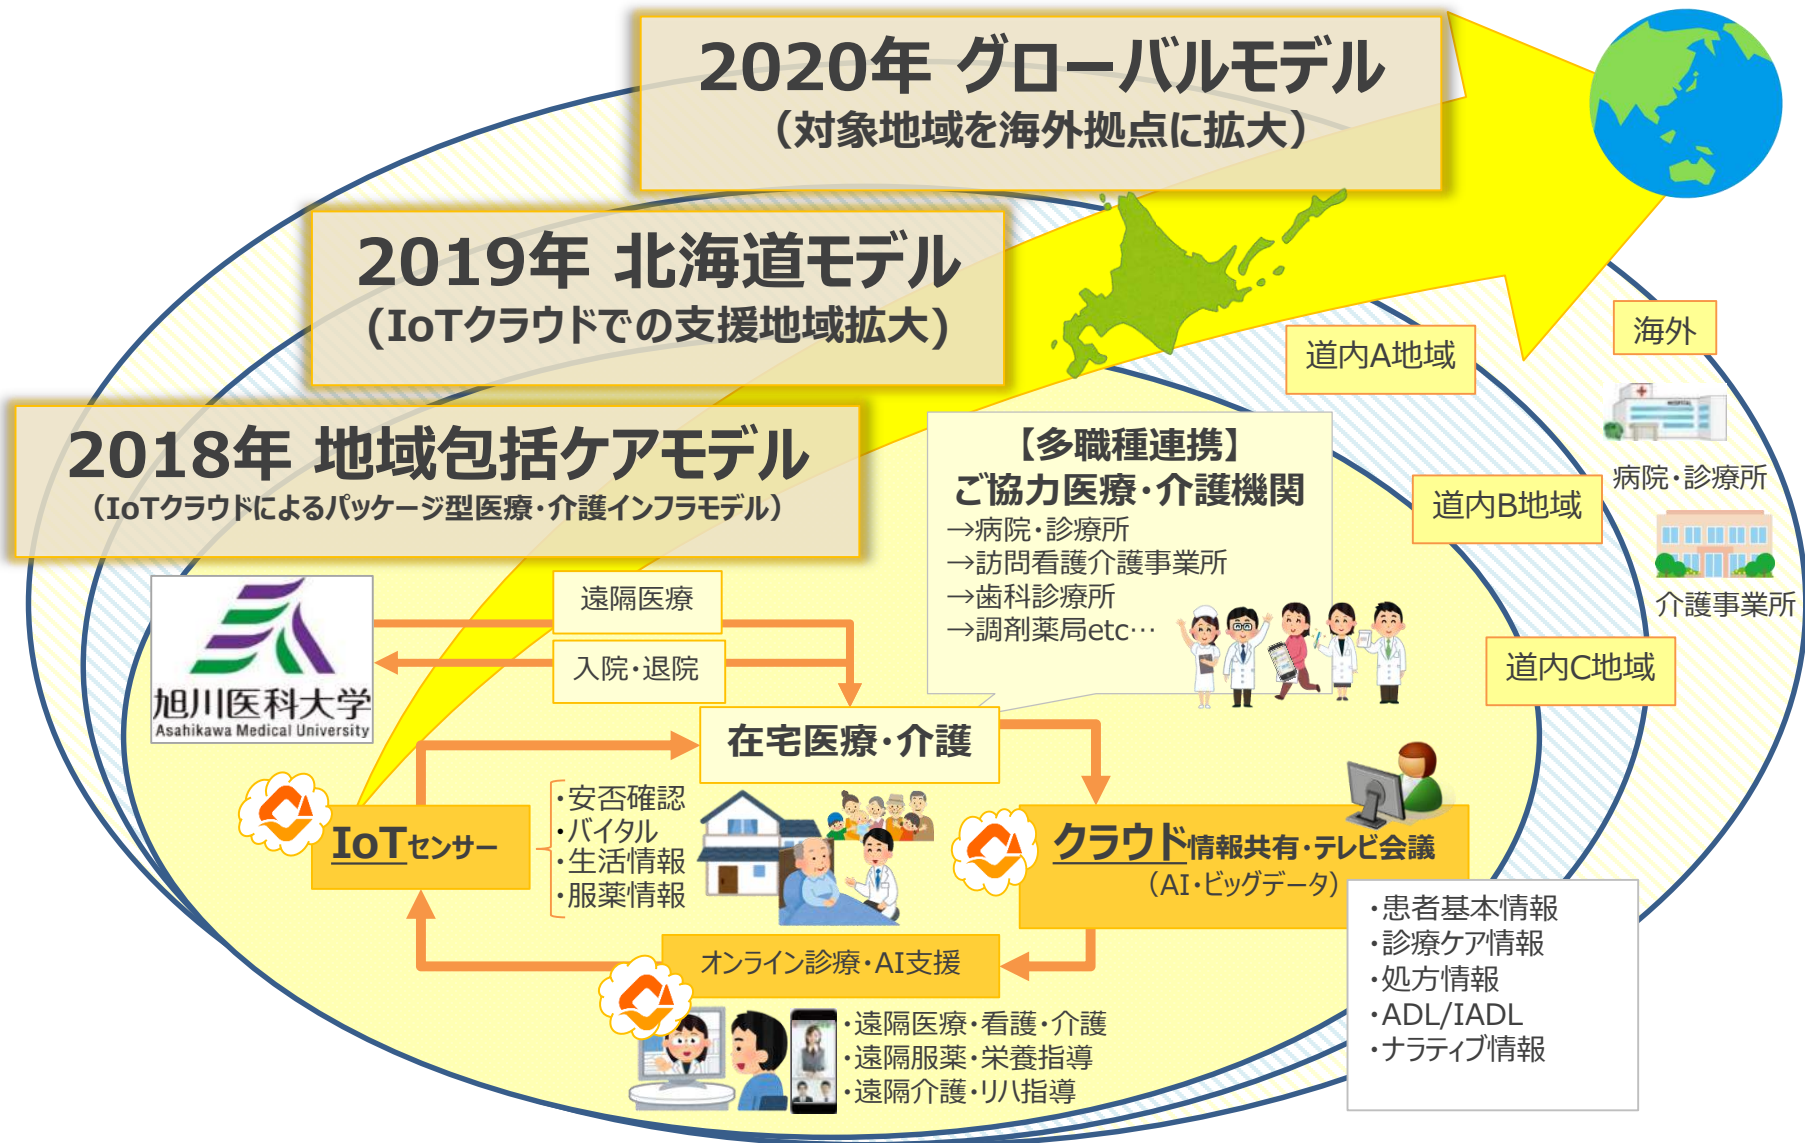 2020年 グローバルモデル
（対象地域を海外拠点に拡大）
2019年 北海道モデル
(IoTクラウドでの支援地域拡大)
2018年 地域包括ケアモデル
（IoTクラウドによるパッケージ型医療・介護インフラモデル）
海外
病院・診療所
介護事業所
道内A地域
道内B地域
道内C地域
【多職種連携】
ご協力医療・介護機関
→病院・診療所
→訪問看護介護事業所
→歯科診療所
→調剤薬局etc…
旭川医科大学
Asahikawa Medical University
遠隔医療
入院・退院
在宅医療・介護
IoTセンサー
・安否確認
・バイタル
・生活情報
・服薬情報
クラウド情報共有・テレビ会議
（AI・ビッグデータ）
・患者基本情報
・診療ケア情報
・処方情報
・ADL/IADL
・ナラティブ情報
オンライン診療・AI支援
・遠隔医療・看護・介護
・遠隔服薬・栄養指導
・遠隔介護・リハ指導